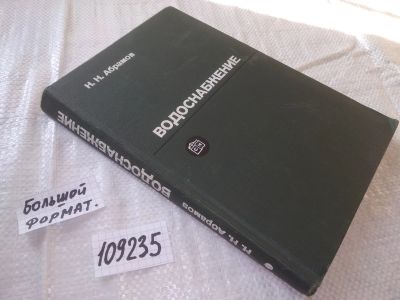 Н. Н. Абрамов
ВОДОСНАБЖЕНИЕ
ВОДОСНАБЖЕНИЕ
Н. Н. Абрамов
БОЛЬШОЙ
ФОРМАТ.
109235